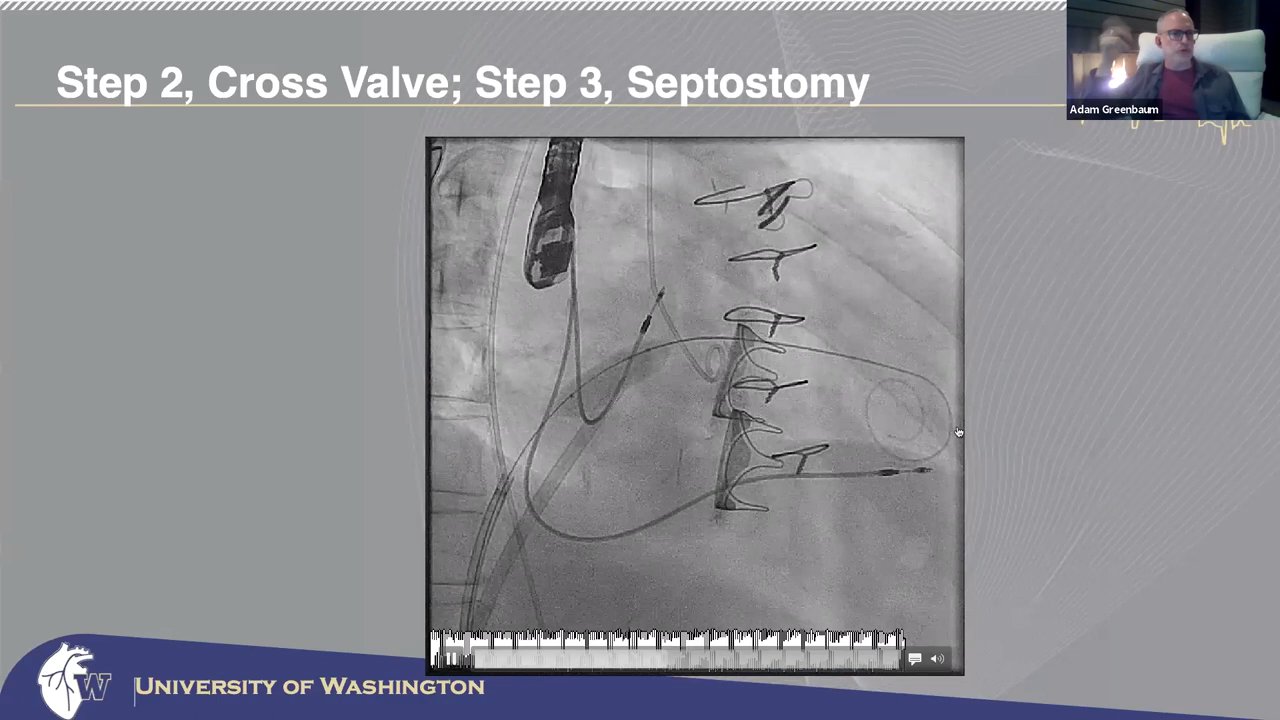 Step 2, Cross Valve; Step 3, Septostomy
Adam Greenbaum
W
UNIVERSITY OF WASHINGTON